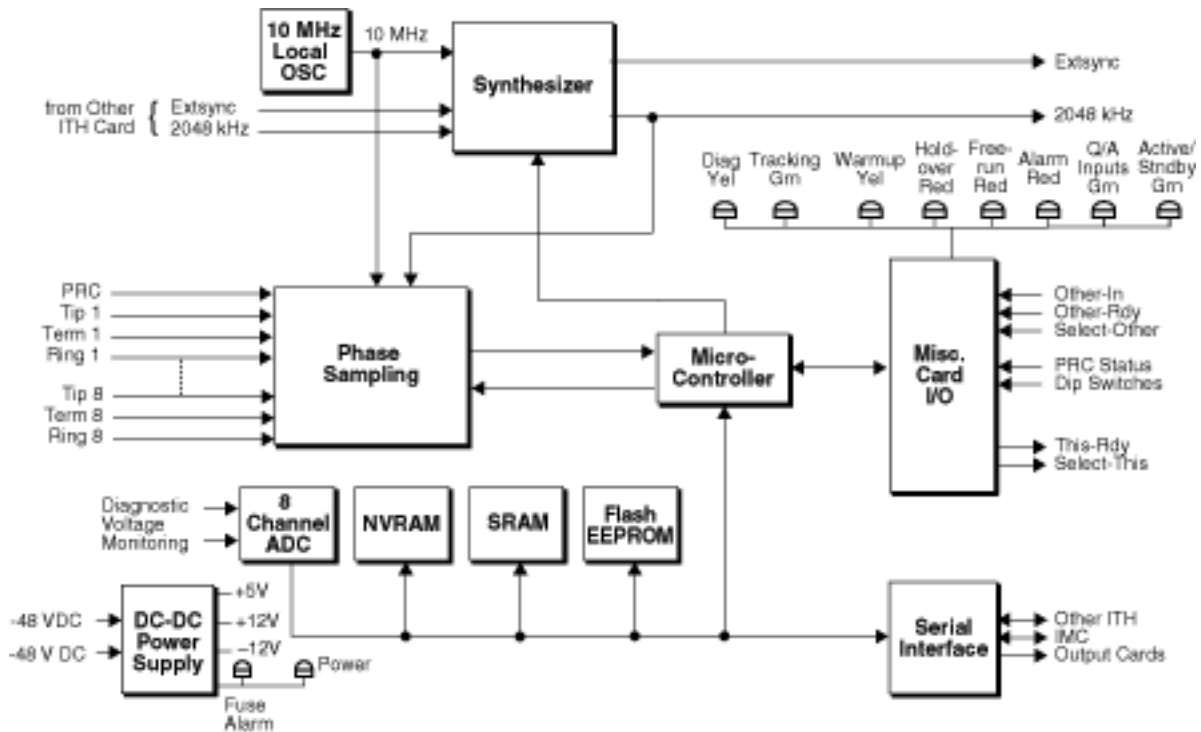 10 MHz
Local
OSC
10 MHz
Synthesizer
Extsync
from Other
ITH Card
{
Extsync
2048 kHz
2048 kHz
Diag
Yel
Tracking
Grn
Warmup
Yel
Hold-
over
Red
Free-
run
Red
Alarm
Red
Q/A
Inputs
Grn
Active/
Stndby
Grn
PRC
Tip 1
Term 1
Ring 1
Tip 8
Term 8
Ring 8
Phase
Sampling
Micro-
Controller
Misc.
Card
I/O
Other-In
Other-Rdy
Select-Other
PRC Status
Dip Switches
This-Rdy
Select-This
Diagnostic
Voltage
Monitoring
8
Channel
ADC
NVRAM
SRAM
Flash
EEPROM
-48 VDC
-48 V DC
DC-DC
Power
Supply
+5V
+12V
–12V
Power
Fuse
Alarm
Serial
Interface
Other ITH
IMC
Output Cards